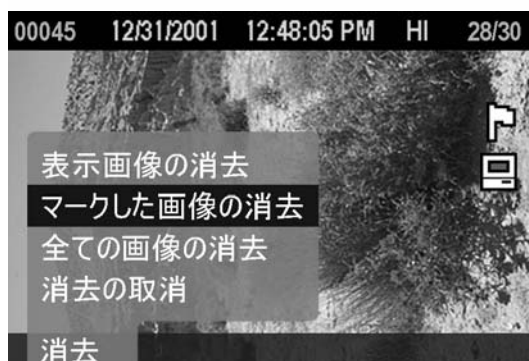 00045 12/31/2001 12:48:05 PM HI 28/30
表示画像の消去
マークした画像の消去
全ての画像の消去
消去の取消
消去